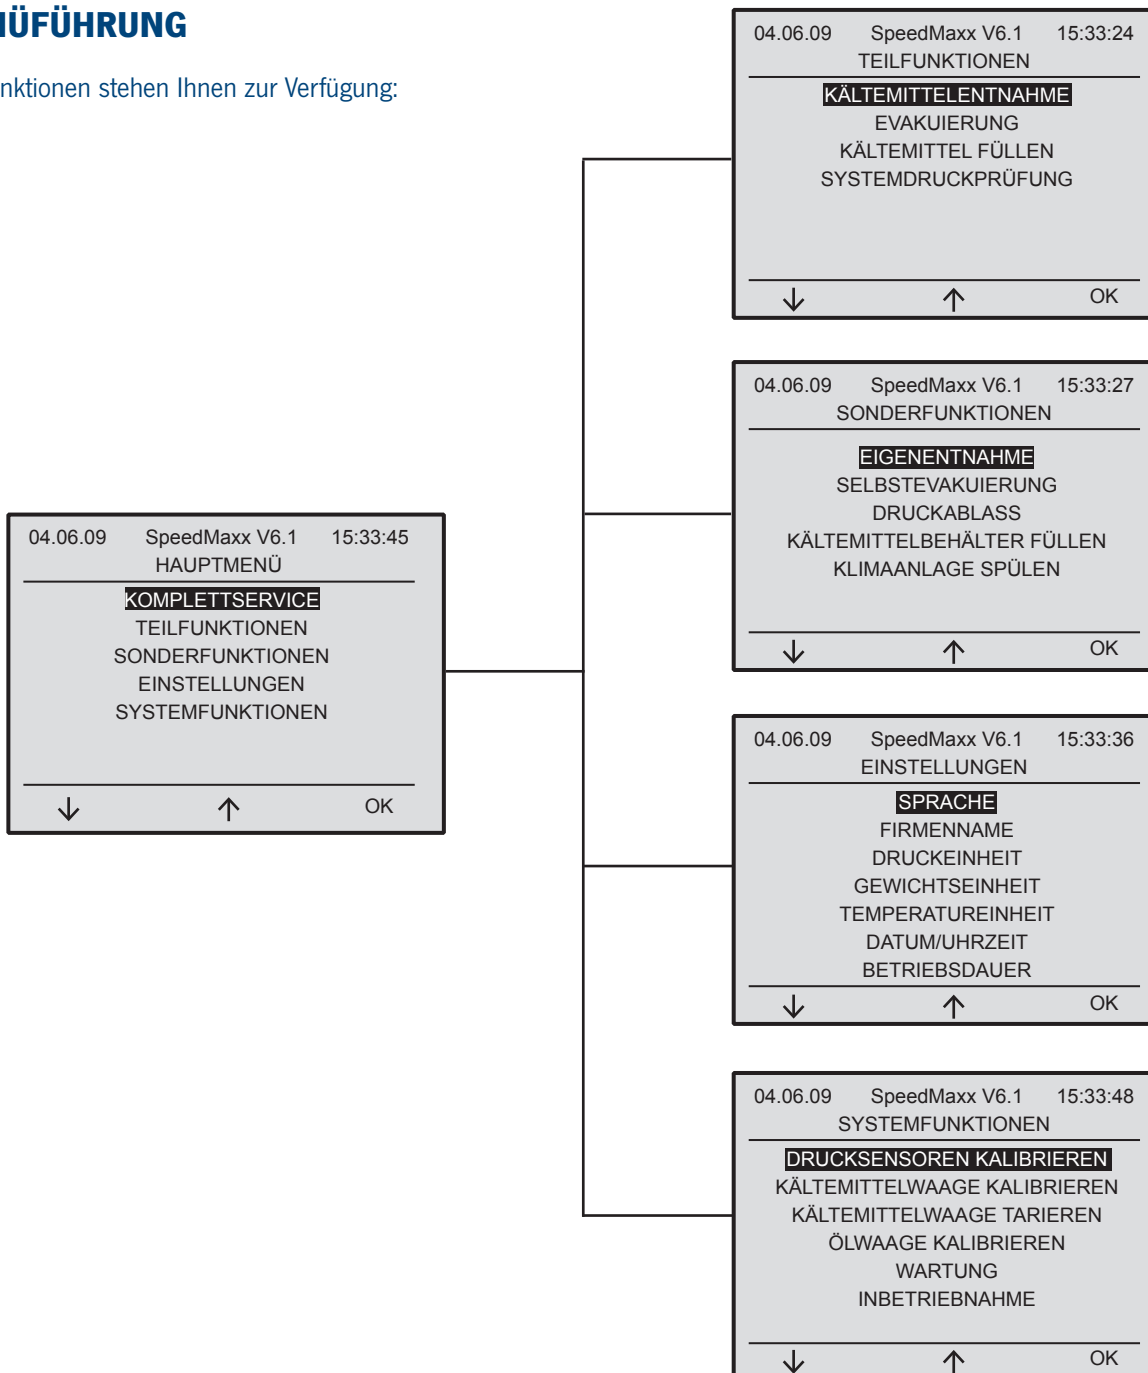 NÜFÜHRUNG
nktionen stehen Ihnen zur Verfügung:
04.06.09 SpeedMaxx V6.1 15:33:45
HAUPTMENÜ
KOMPLETTSERVICE
TEILFUNKTIONEN
SONDERFUNKTIONEN
EINSTELLUNGEN
SYSTEMFUNKTIONEN
↓ ↑ OK
04.06.09 SpeedMaxx V6.1 15:33:24
TEILFUNKTIONEN
KÄLTEMITTELENTNAHME
EVAKUIERUNG
KÄLTEMITTEL FÜLLEN
SYSTEMDRUCKPRÜFUNG
↓ ↑ OK
04.06.09 SpeedMaxx V6.1 15:33:27
SONDERFUNKTIONEN
EIGENENTNAHME
SELBSTEVAKUIERUNG
DRUCKABLASS
KÄLTEMITTELBEHÄLTER FÜLLEN
KLIMAANLAGE SPÜLEN
↓ ↑ OK
04.06.09 SpeedMaxx V6.1 15:33:36
EINSTELLUNGEN
SPRACHE
FIRMENNAME
DRUCKEINHEIT
GEWICHTSEINHEIT
TEMPERATUREINHEIT
DATUM/UHRZEIT
BETRIEBSDAUER
↓ ↑ OK
04.06.09 SpeedMaxx V6.1 15:33:48
SYSTEMFUNKTIONEN
DRUCKSENSOREN KALIBRIEREN
KÄLTEMITTELWAAGE KALIBRIEREN
KÄLTEMITTELWAAGE TARIEREN
ÖLWAAGE KALIBRIEREN
WARTUNG
INBETRIEBNAHME
↓ ↑ OK